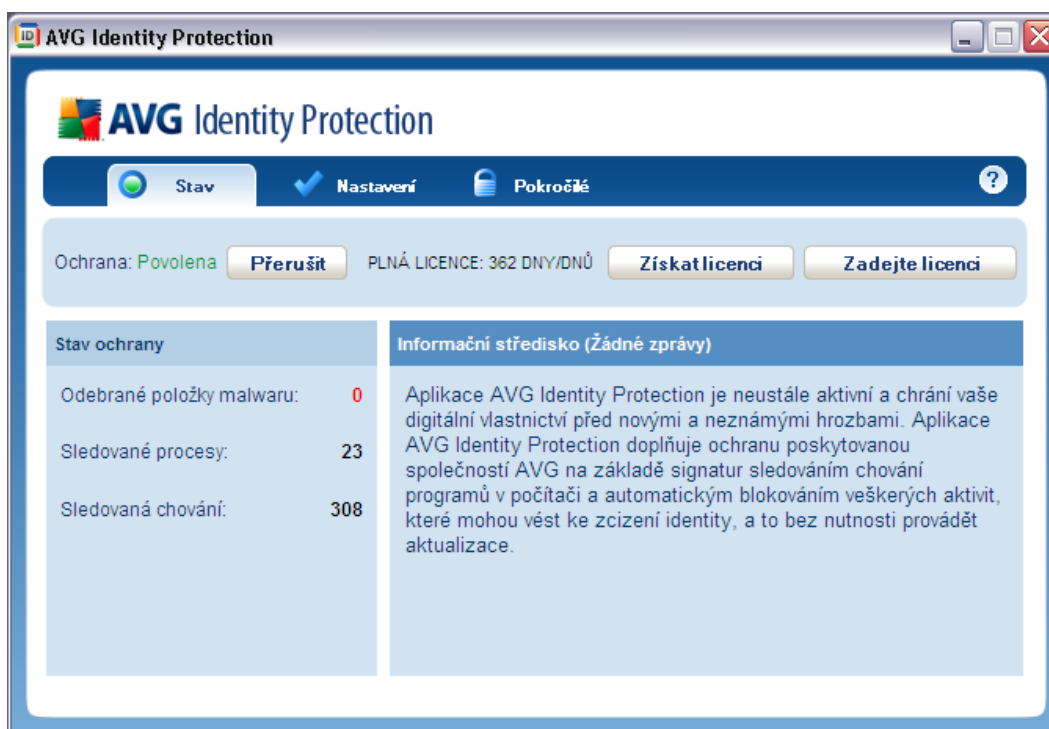 AVG Identity Protection
AVG Identity Protection
Stav
Nastavení
Pokročilé
?
Ochrana: Povolena
Přerušit
PLNÁ LICENCE: 362 DNY/DNŮ
Získat licenci
Zadejte licenci
Stav ochrany
Odebrané položky malwaru: 0
Sledované procesy: 23
Sledovaná chování: 308
Informační středisko (Žádné zprávy)
Aplikace AVG Identity Protection je neustále aktivní a chrání vaše
digitální vlastnictví před novými a neznámými hrozbami. Aplikace
AVG Identity Protection doplňuje ochranu poskytovanou
společností AVG na základě signatur sledováním chování
programů v počítači a automatickým blokováním veškerých aktivit,
které mohou vést ke zcizení identity, a to bez nutnosti provádět
aktualizace.